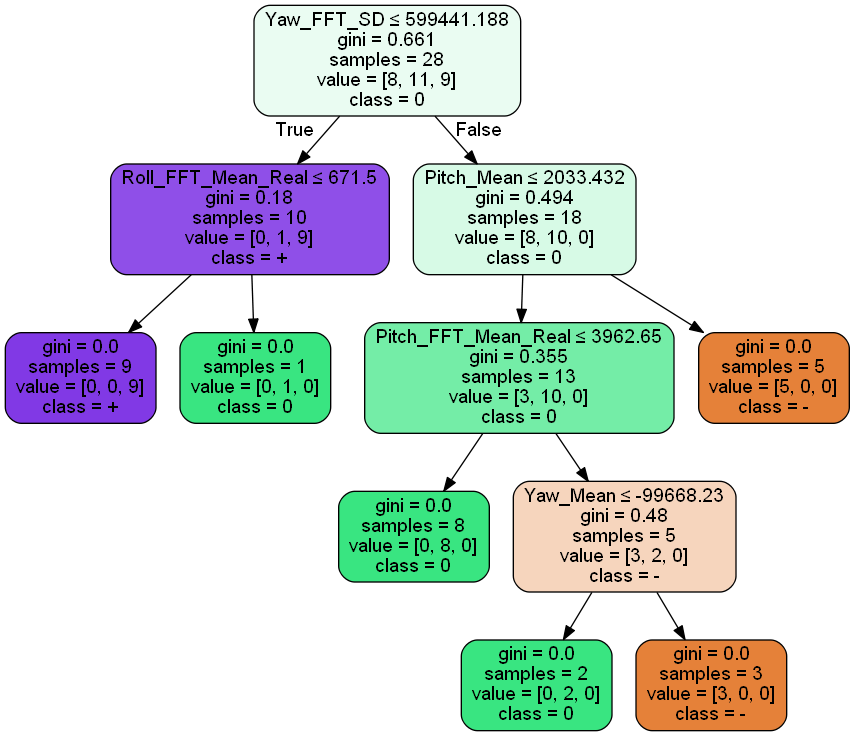 Yaw_FFT_SD ≤ 599441.188
gini = 0.661
samples = 28
value = [8, 11, 9]
class = 0
True
False
Roll_FFT_Mean_Real ≤ 671.5
gini = 0.18
samples = 10
value = [0, 1, 9]
class = +
Pitch_Mean ≤ 2033.432
gini = 0.494
samples = 18
value = [8, 10, 0]
class = 0
gini = 0.0
samples = 9
value = [0, 0, 9]
class = +
gini = 0.0
samples = 1
value = [0, 1, 0]
class = 0
Pitch_FFT_Mean_Real ≤ 3962.65
gini = 0.355
samples = 13
value = [3, 10, 0]
class = 0
gini = 0.0
samples = 5
value = [5, 0, 0]
class = -
gini = 0.0
samples = 8
value = [0, 8, 0]
class = 0
Yaw_Mean ≤ -99668.23
gini = 0.48
samples = 5
value = [3, 2, 0]
class = -
gini = 0.0
samples = 2
value = [0, 2, 0]
class = 0
gini = 0.0
samples = 3
value = [3, 0, 0]
class = -